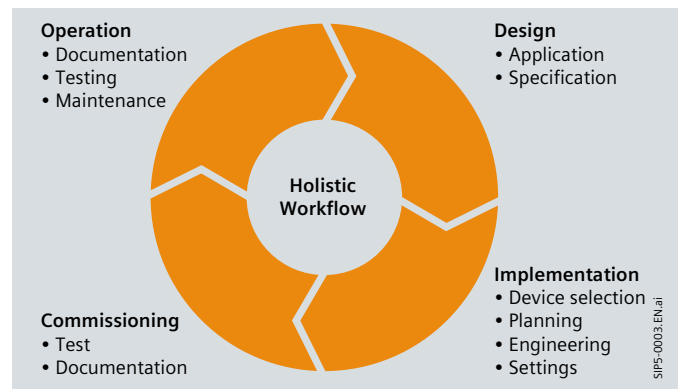 Operation
• Documentation
• Testing
• Maintenance
Design
• Application
• Specification
Holistic
Workflow
Commissioning
• Test
• Documentation
Implementation
• Device selection
• Planning
• Engineering
• Settings
SIP5-0003.EN.ai